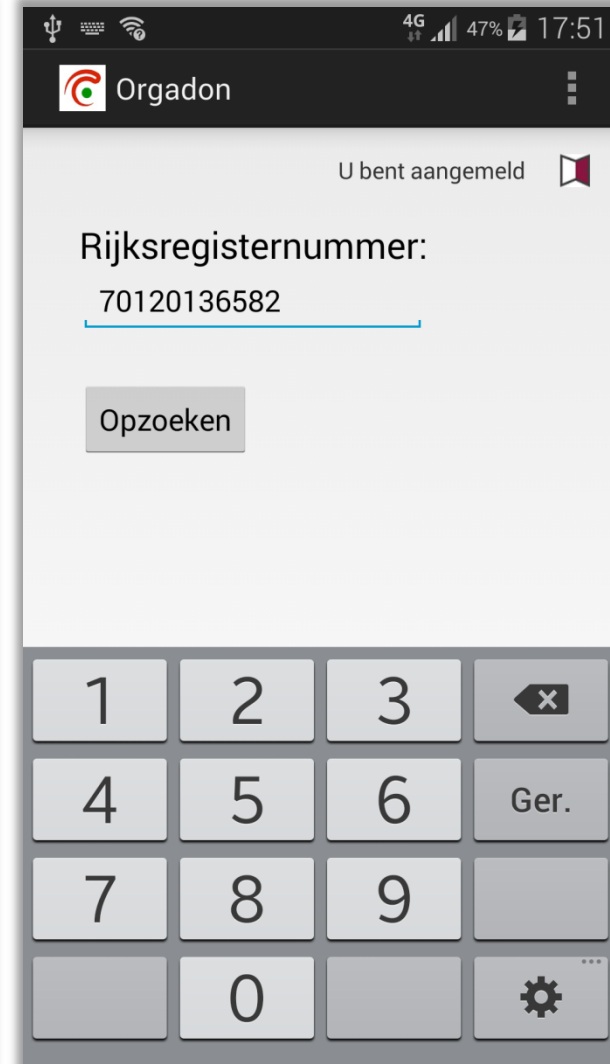 4G 47% 17:51
Orgadon
U bent aangemeld
Rijksregisternummer:
70120136582
Opzoeken
1 2 3
4 5 6 Ger.
7 8 9
0